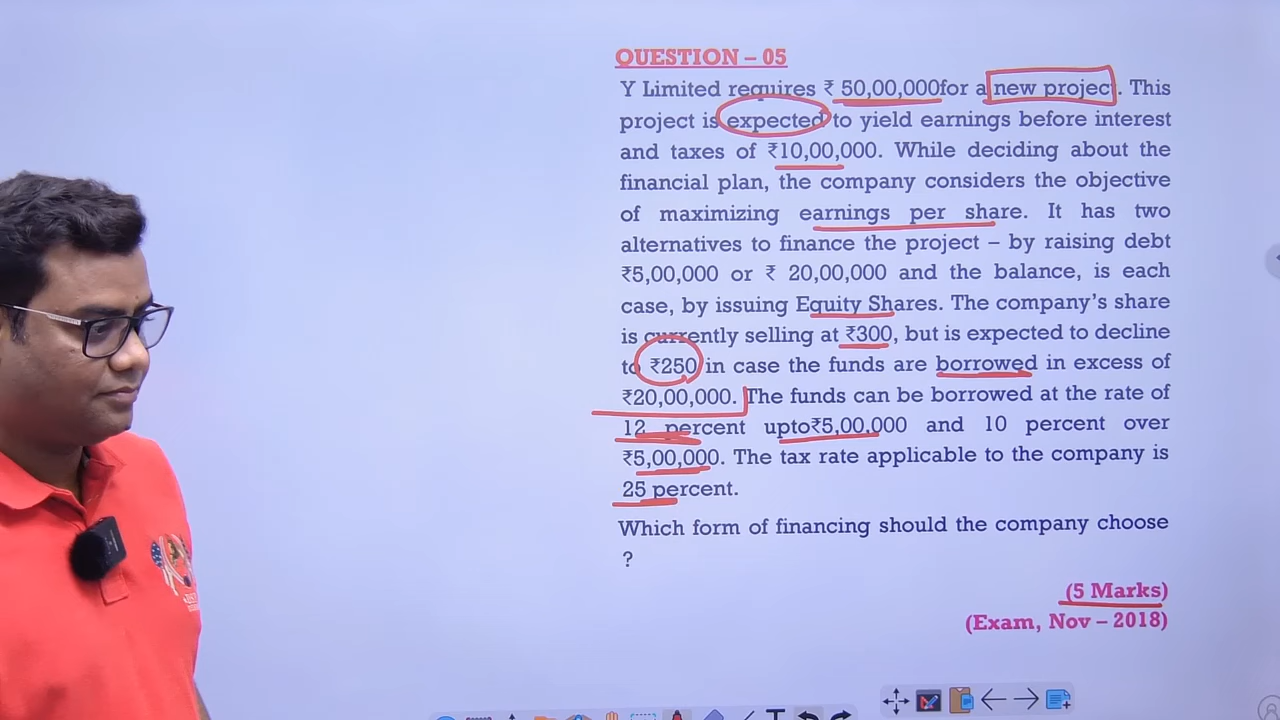 QUESTION – 05
Y Limited requires ₹ 50,00,000for a new project. This
project is expected to yield earnings before interest
and taxes of ₹10,00,000. While deciding about the
financial plan, the company considers the objective
of maximizing earnings per share. It has two
alternatives to finance the project – by raising debt
₹5,00,000 or ₹ 20,00,000 and the balance, is each
case, by issuing Equity Shares. The company's share
is currently selling at ₹300, but is expected to decline
to ₹250 in case the funds are borrowed in excess of
₹20,00,000. The funds can be borrowed at the rate of
12 percent upto₹5,00,000 and 10 percent over
₹5,00,000. The tax rate applicable to the company is
25 percent.
Which form of financing should the company choose
?
(5 Marks)
(Exam, Nov – 2018)